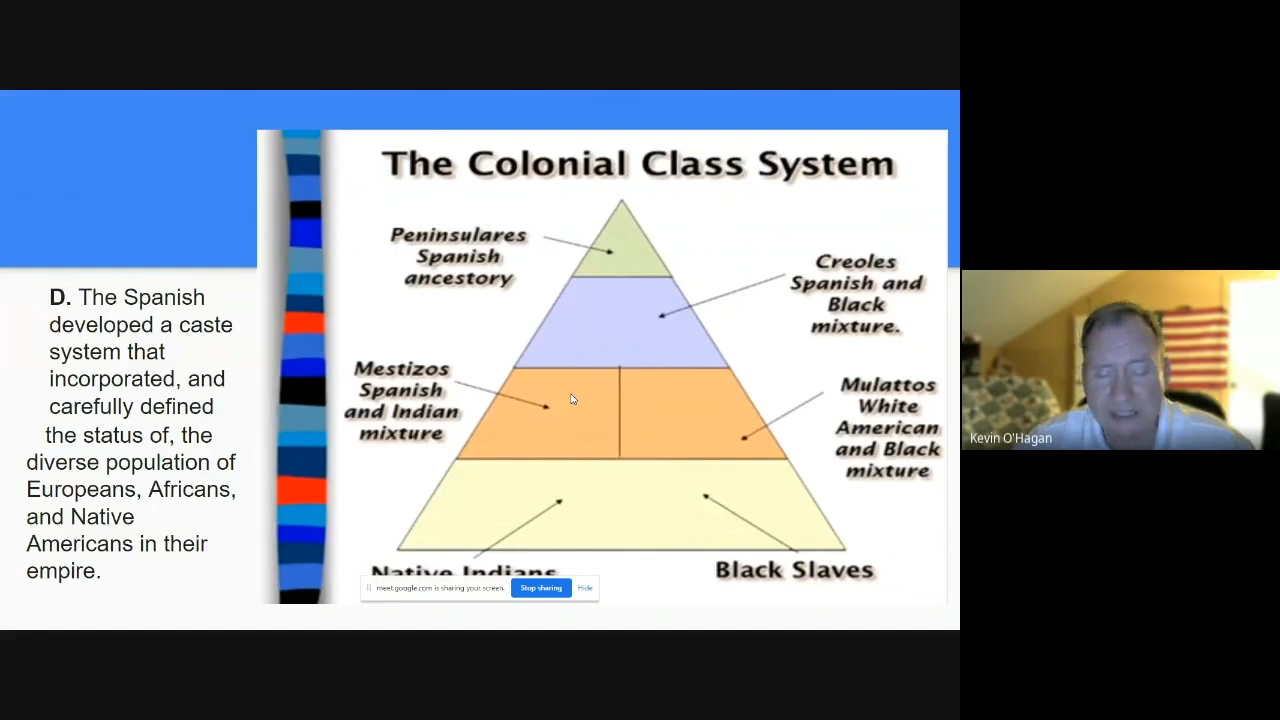 The Colonial Class System
Peninsulares
Spanish
ancestory
Creoles
Spanish and
Black
mixture.
Mestizos
Spanish
and Indian
mixture
Mulattos
White
American
and Black
mixture
Native Indians
Black Slaves
D. The Spanish
developed a caste
system that
incorporated, and
carefully defined
the status of, the
diverse population of
Europeans, Africans,
and Native
Americans in their
empire.
meet.google.com is sharing your screen.
Stop sharing
Hide
Kevin O'Hagan